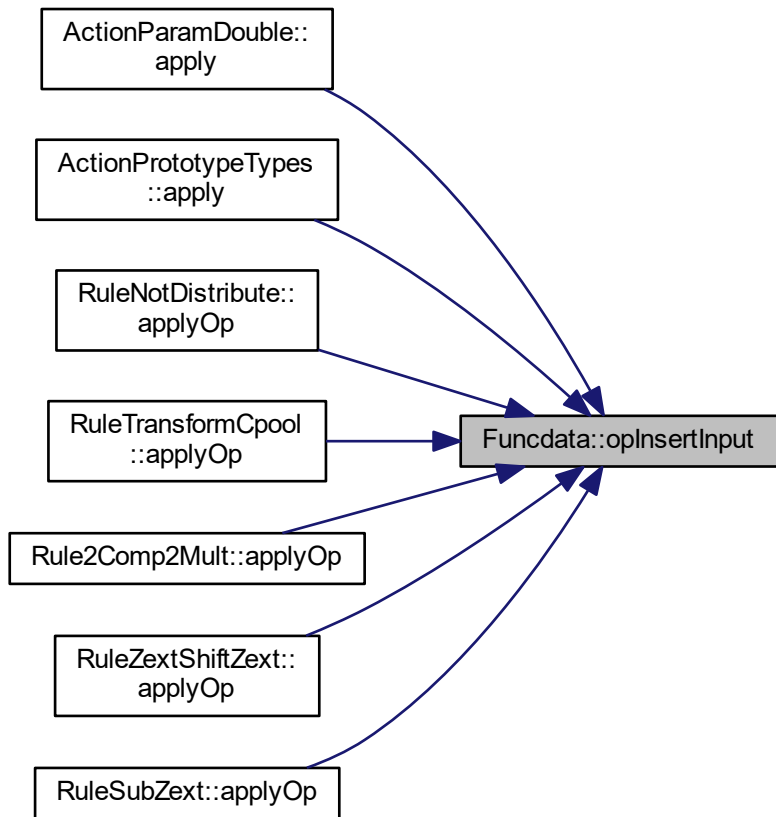 ActionParamDouble::
apply
ActionPrototypeTypes
::apply
RuleNotDistribute::
applyOp
RuleTransformCpool
::applyOp
Funcdata::opInsertInput
Rule2Comp2Mult::applyOp
RuleZextShiftZext::
applyOp
RuleSubZext::applyOp